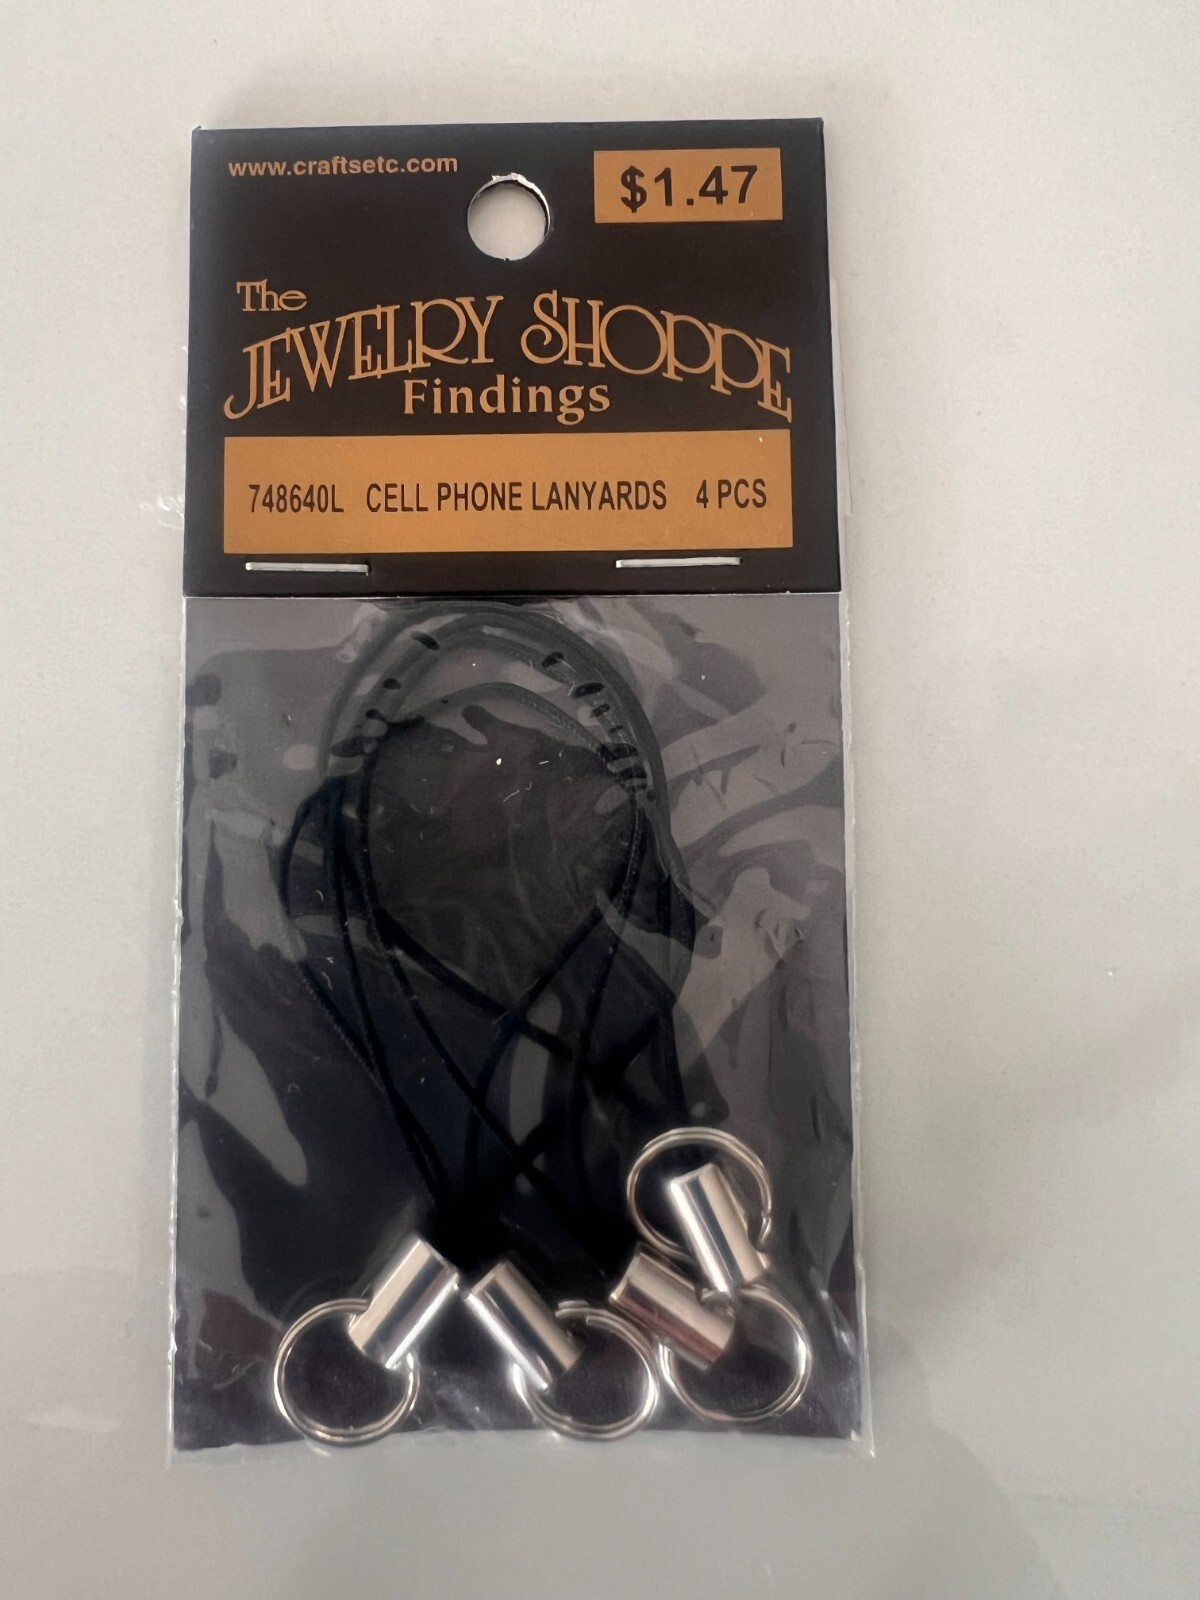 www.craftsetc.com
$1.47
The
JEWELRY SHOPPE
Findings
748640L CELL PHONE LANYARDS 4 PCS